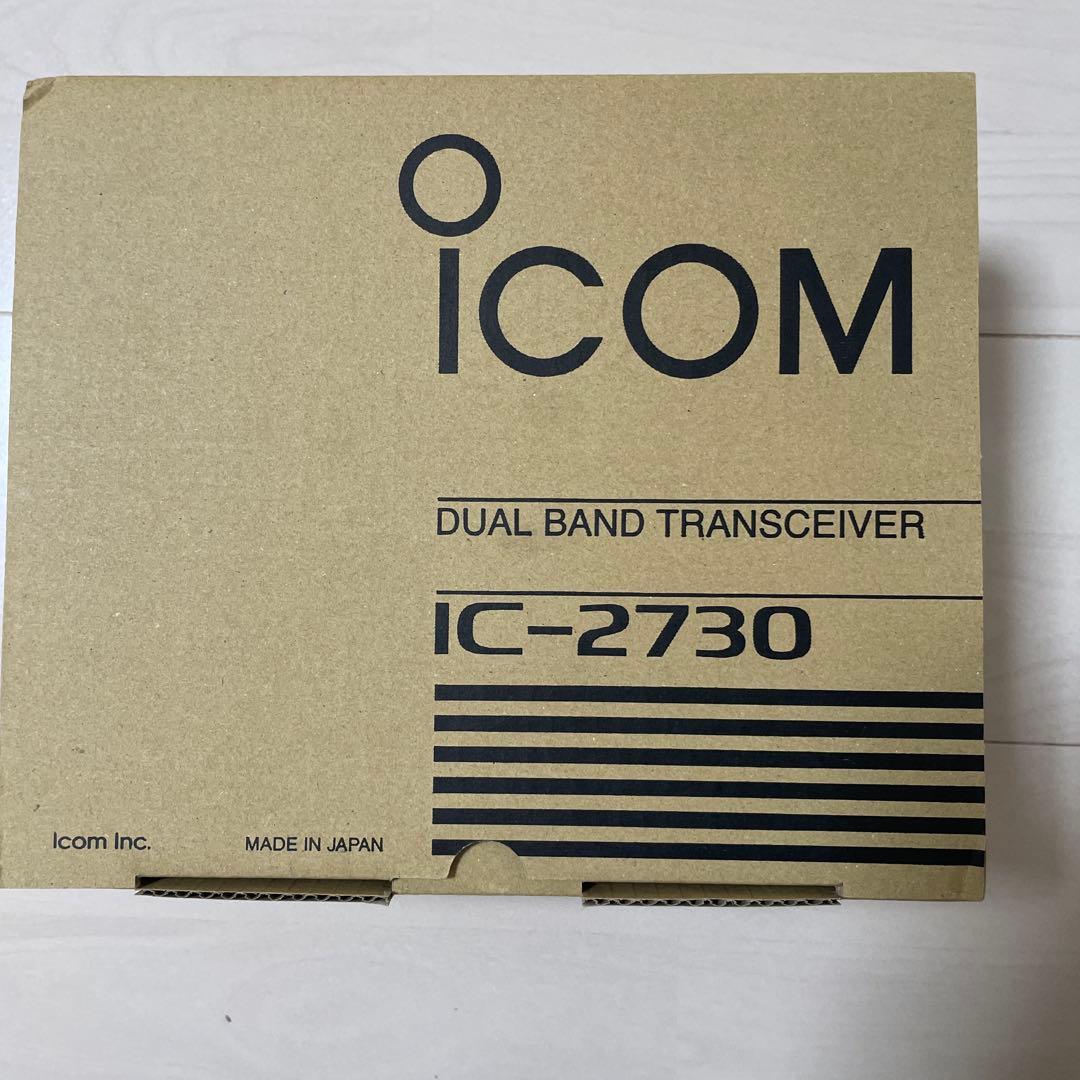 ICOM
DUAL BAND TRANSCEIVER
IC-2730
Icom Inc. MADE IN JAPAN